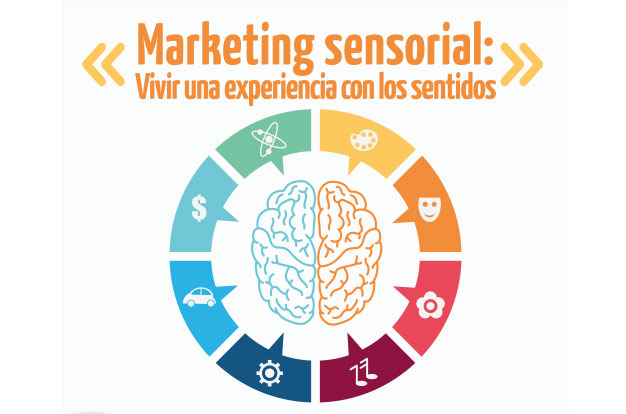 Marketing sensorial:
Vivir una experiencia con los sentidos
$